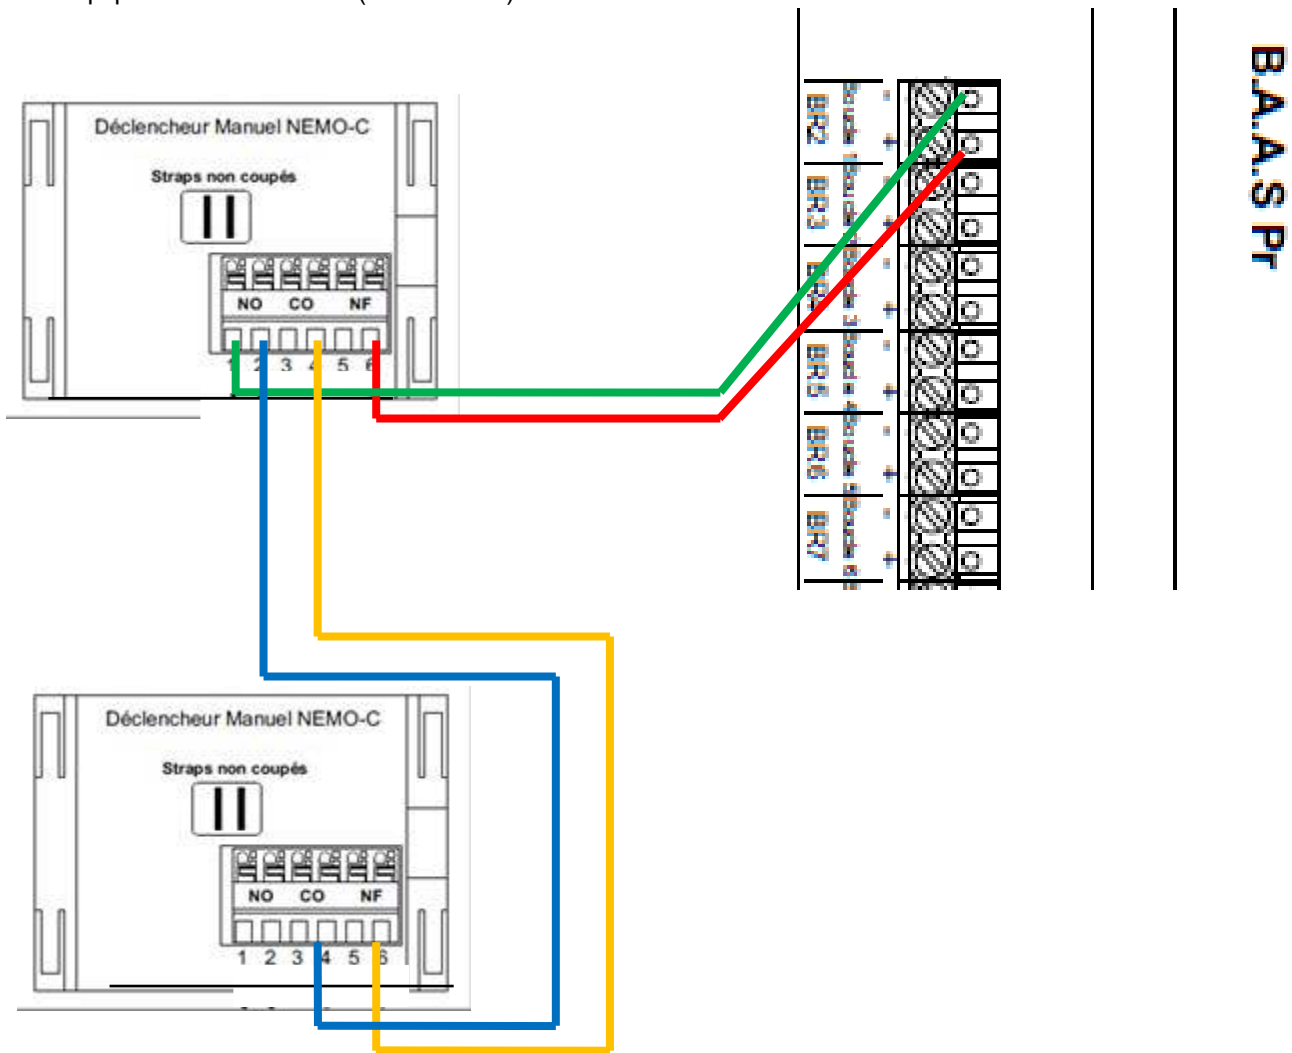 Déclencheur Manuel NEMO-C
Straps non coupés
NO CO NF
1 2 3 4 5 6
BR2
BR3
BR5
BR6
BR7
B.A.A.S Pr
Déclencheur Manuel NEMO-C
Straps non coupés
NO CO NF
1 2 3 4 5 6